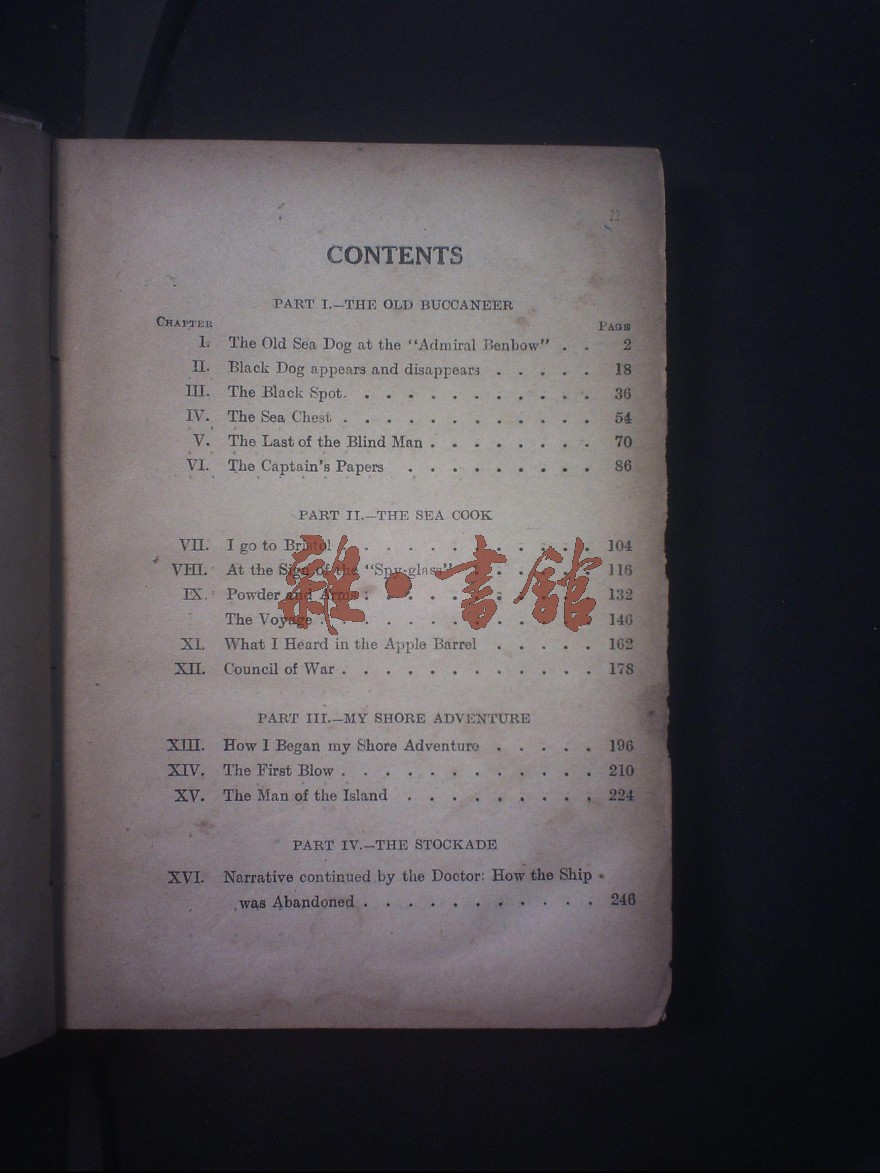 CONTENTS
PART I.—THE OLD BUCCANEER
CHAPTER PAGE
I. The Old Sea Dog at the "Admiral Benbow" . . 2
II. Black Dog appears and disappears . . . . . 18
III. The Black Spot. . . . . . . . . . . 36
IV. The Sea Chest . . . . . . . . . . . 54
V. The Last of the Blind Man . . . . . . . 70
VI. The Captain's Papers . . . . . . . . 86
PART II.—THE SEA COOK
VII. I go to Bristol . . . . . . . . . . . 104
VIII. At the Sign of the "Spy-glass" . . . . . . 116
IX. Powder and Arms . . . . . . . . . . 132
The Voyage . . . . . . . . . . . . 146
XI. What I Heard in the Apple Barrel . . . . . 162
XII. Council of War . . . . . . . . . . . 178
雜·書館
PART III.—MY SHORE ADVENTURE
XIII. How I Began my Shore Adventure . . . . . 196
XIV. The First Blow . . . . . . . . . . . 210
XV. The Man of the Island . . . . . . . . 224
PART IV.—THE STOCKADE
XVI. Narrative continued by the Doctor: How the Ship
was Abandoned . . . . . . . . . . . 246